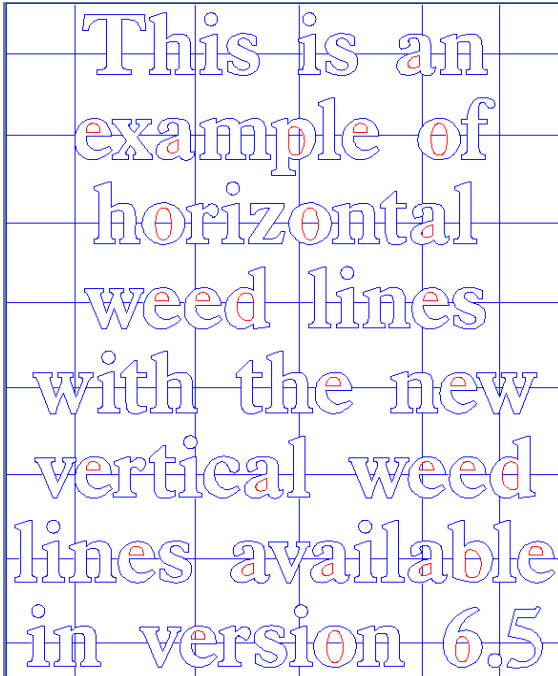 This is an
example of
horizontal
weed lines
with the new
vertical weed
lines available
in version 6.5